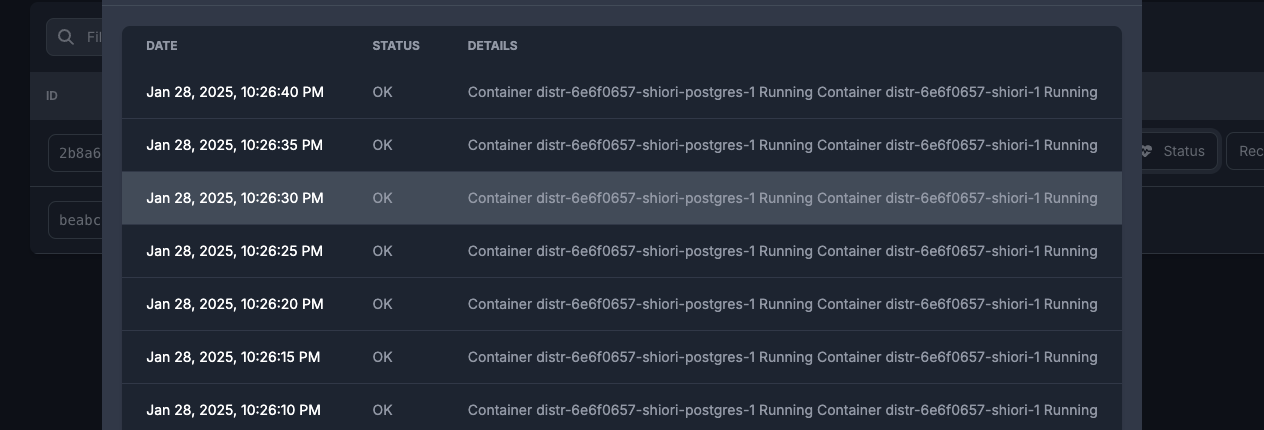 Fil
DATE STATUS DETAILS
Jan 28, 2025, 10:26:40 PM OK Container distr-6e6f0657-shiori-postgres-1 Running Container distr-6e6f0657-shiori-1 Running
ID
Jan 28, 2025, 10:26:35 PM OK Container distr-6e6f0657-shiori-postgres-1 Running Container distr-6e6f0657-shiori-1 Running
2b8a6
Status Rec
Jan 28, 2025, 10:26:30 PM OK Container distr-6e6f0657-shiori-postgres-1 Running Container distr-6e6f0657-shiori-1 Running
beabc
Jan 28, 2025, 10:26:25 PM OK Container distr-6e6f0657-shiori-postgres-1 Running Container distr-6e6f0657-shiori-1 Running
Jan 28, 2025, 10:26:20 PM OK Container distr-6e6f0657-shiori-postgres-1 Running Container distr-6e6f0657-shiori-1 Running
Jan 28, 2025, 10:26:15 PM OK Container distr-6e6f0657-shiori-postgres-1 Running Container distr-6e6f0657-shiori-1 Running
Jan 28, 2025, 10:26:10 PM OK Container distr-6e6f0657-shiori-postgres-1 Running Container distr-6e6f0657-shiori-1 Running